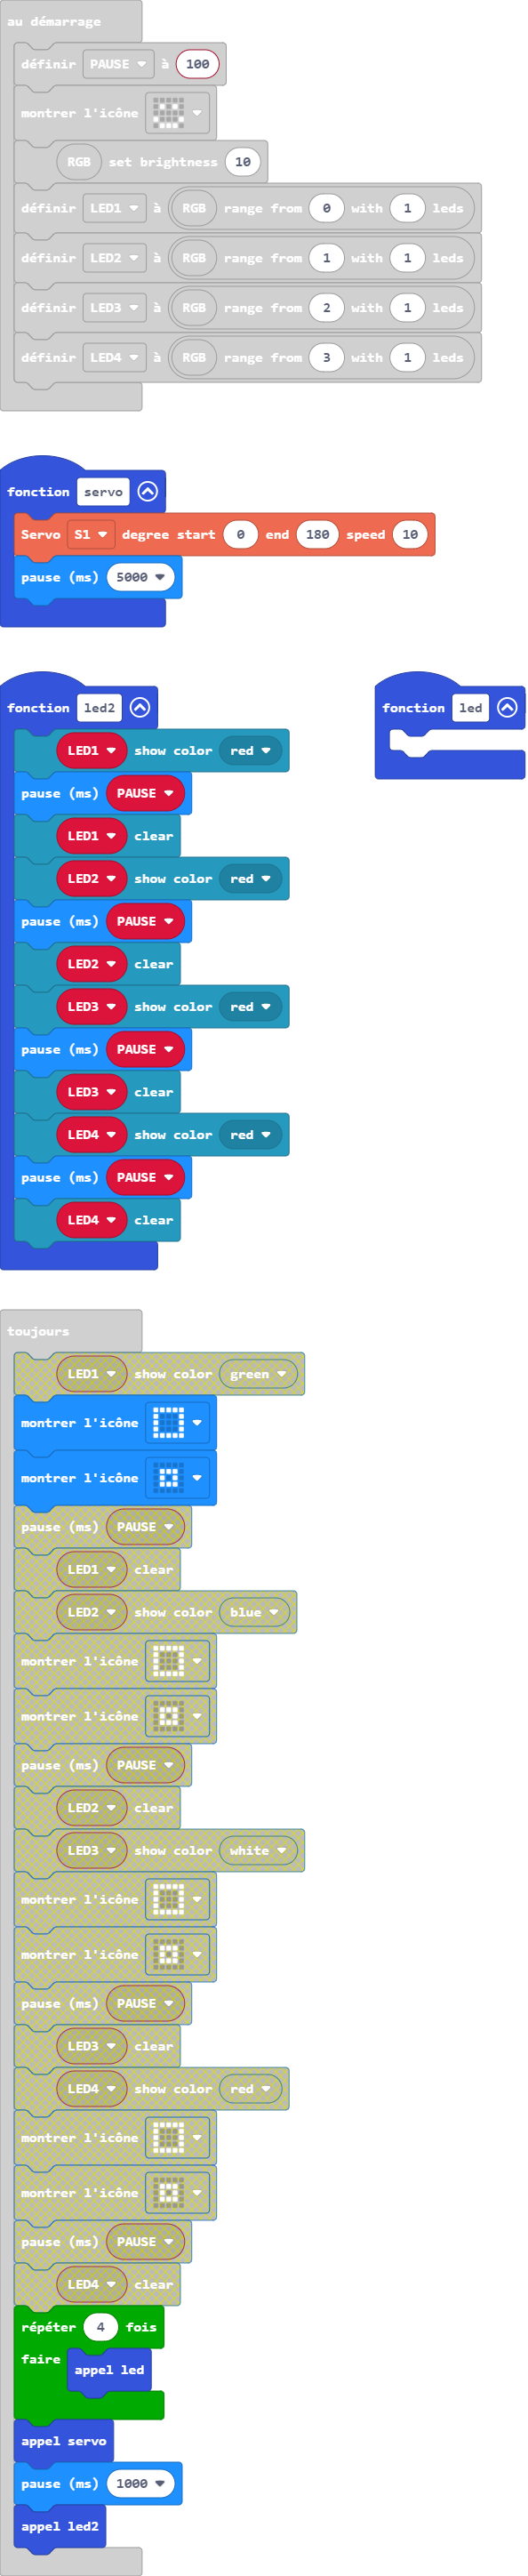 au démarrage
définir PAUSE à 100
montrer l'icône
RGB set brightness 10
définir LED1 à RGB range from 0 with 1 leds
définir LED2 à RGB range from 1 with 1 leds
définir LED3 à RGB range from 2 with 1 leds
définir LED4 à RGB range from 3 with 1 leds
fonction servo
Servo S1 degree start 0 end 180 speed 10
pause (ms) 5000
fonction led2
LED1 show color red
pause (ms) PAUSE
LED1 clear
LED2 show color red
pause (ms) PAUSE
LED2 clear
LED3 show color red
pause (ms) PAUSE
LED3 clear
LED4 show color red
pause (ms) PAUSE
LED4 clear
fonction led
toujours
LED1 show color green
montrer l'icône
montrer l'icône
pause (ms) PAUSE
LED1 clear
LED2 show color blue
montrer l'icône
montrer l'icône
pause (ms) PAUSE
LED2 clear
LED3 show color white
montrer l'icône
montrer l'icône
pause (ms) PAUSE
LED3 clear
LED4 show color red
montrer l'icône
montrer l'icône
pause (ms) PAUSE
LED4 clear
répéter 4 fois
faire appel led
appel servo
pause (ms) 1000
appel led2